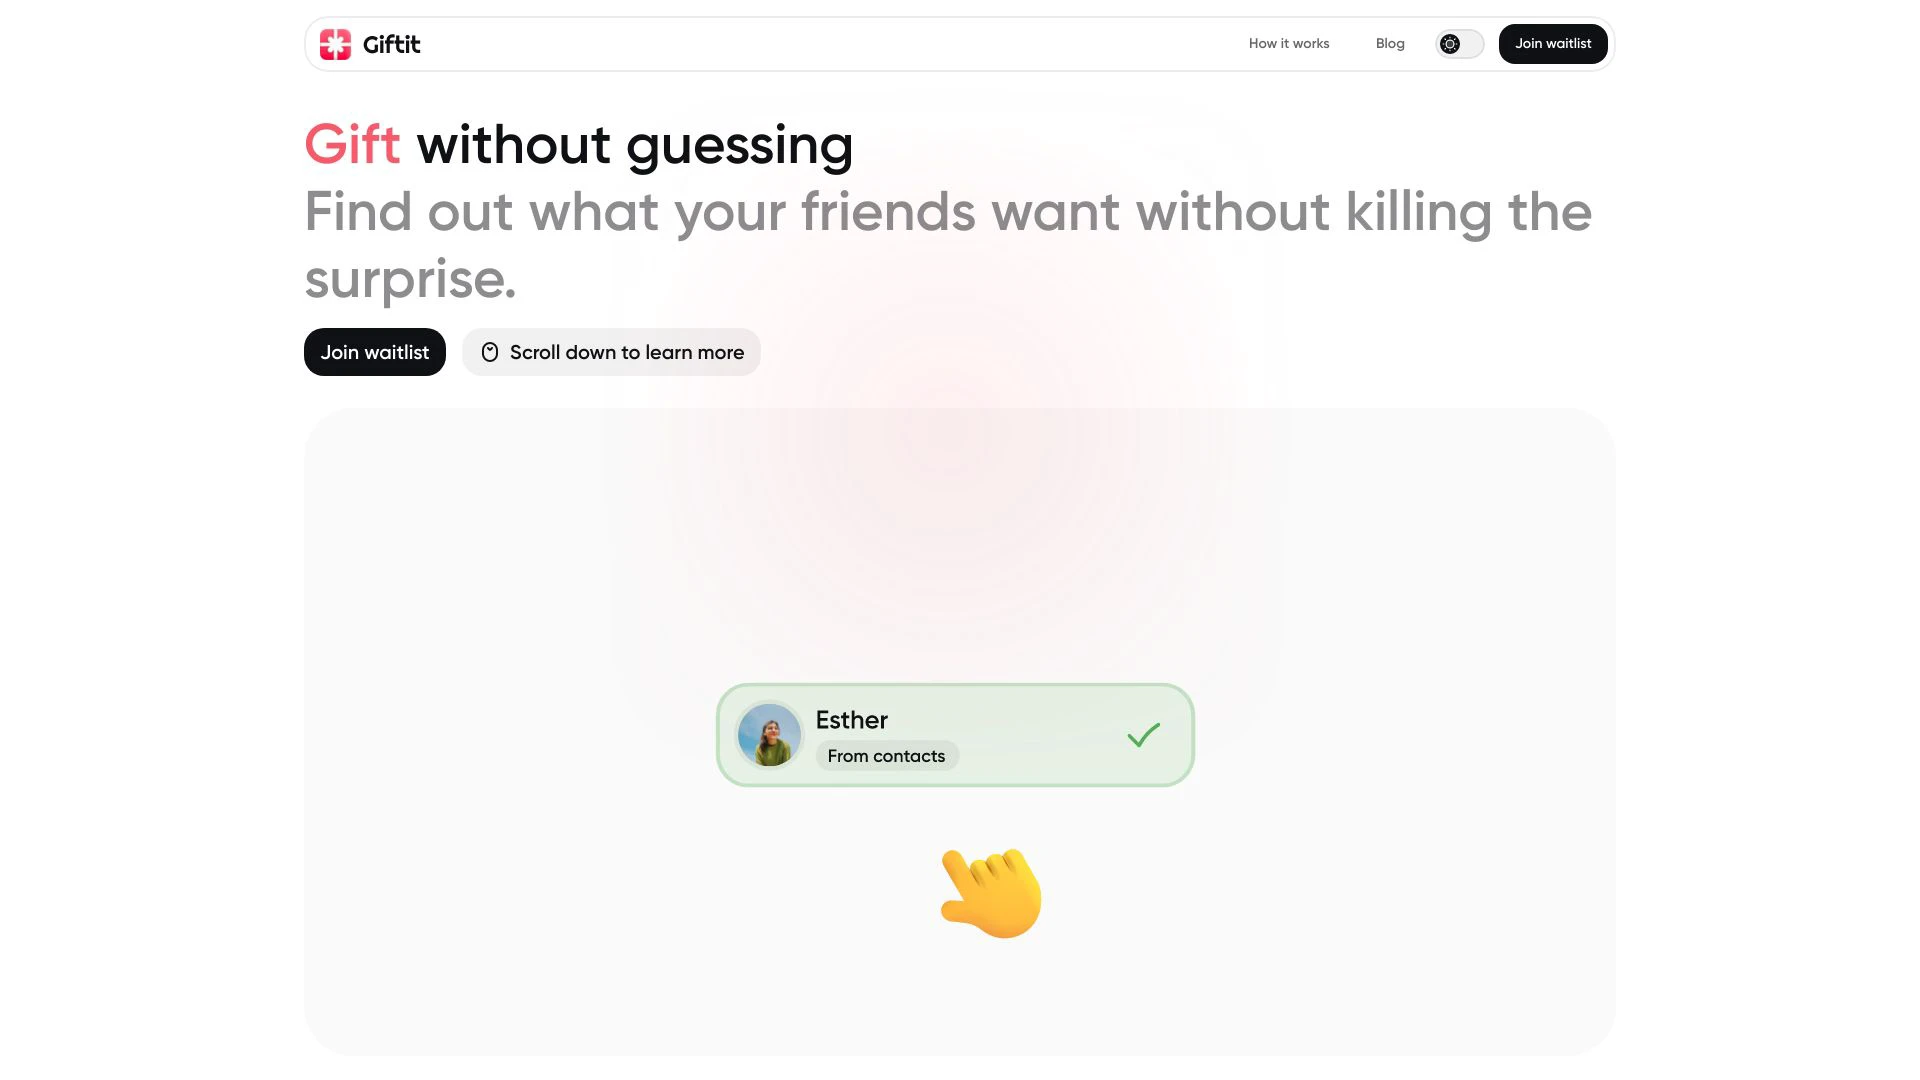 Giftit
How it works
Blog
Join waitlist
Gift without guessing
Find out what your friends want without killing the
surprise.
Join waitlist
Scroll down to learn more
Esther
From contacts